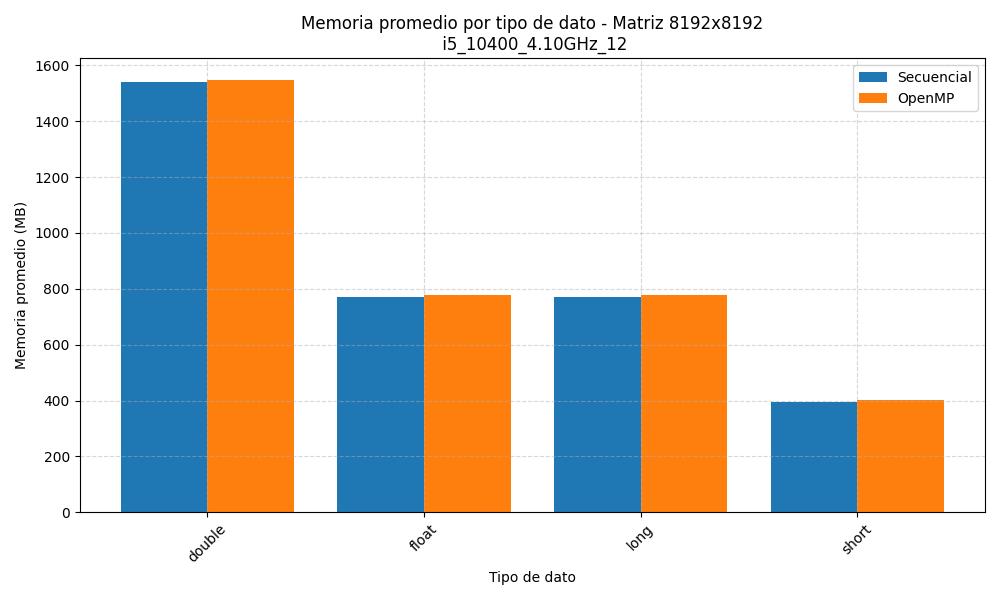 Memoria promedio por tipo de dato - Matriz 8192x8192
i5_10400_4.10GHz_12
Secuencial
OpenMP
Memoria promedio (MB)
1600
1400
1200
1000
800
600
400
200
0
double
float
long
short
Tipo de dato